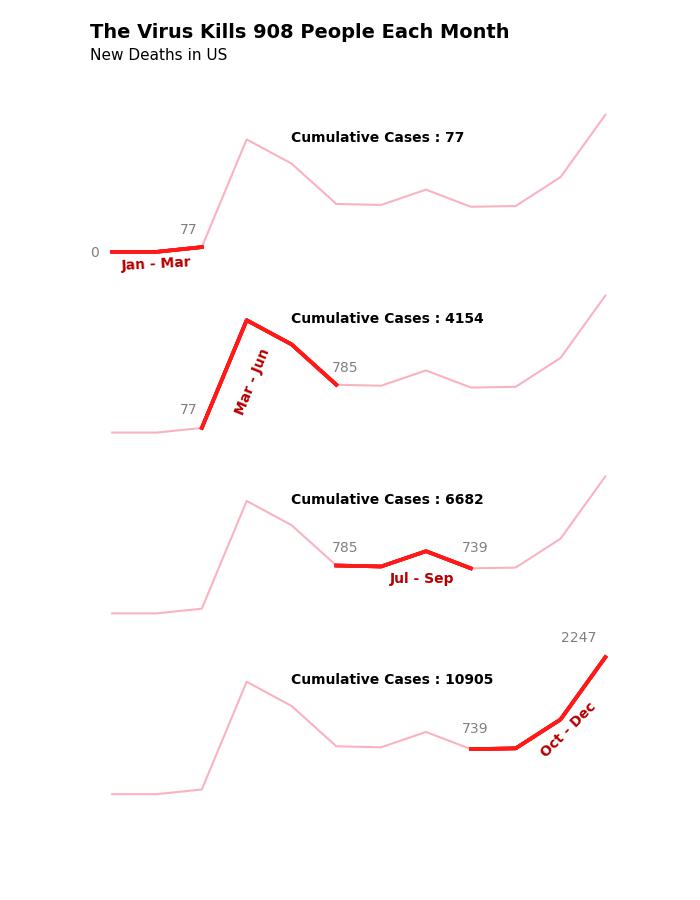 The Virus Kills 908 People Each Month
New Deaths in US
Cumulative Cases : 77
77
0
Jan - Mar
Cumulative Cases : 4154
785
Mar - Jun
77
Cumulative Cases : 6682
785
739
Jul - Sep
2247
Cumulative Cases : 10905
739
Oct - Dec